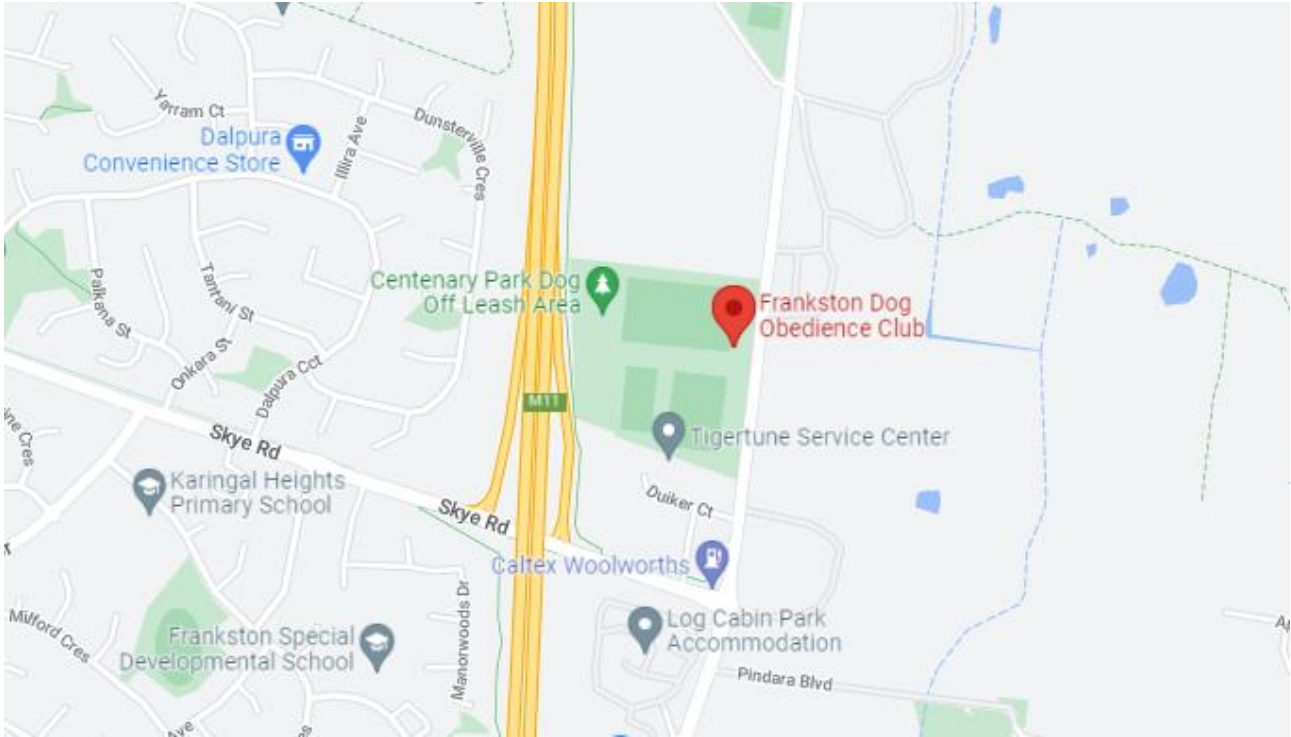 Yarram Ct
Dalpura
Convenience Store
Illira Ave
Dunsterville Cres
Centenary Park Dog
Off Leash Area
Frankston Dog
Obedience Club
Palkana St
Tantani St
Onkara St
Dalpura Cct
M11
Skye Rd
Tigertune Service Center
Karingal Heights
Primary School
Duiker Ct
Skye Rd
Caltex Woolworths
Manorwoods Dr
Log Cabin Park
Accommodation
Milford Cres
Frankston Special
Developmental School
Pindara Blvd
Ave
Cres